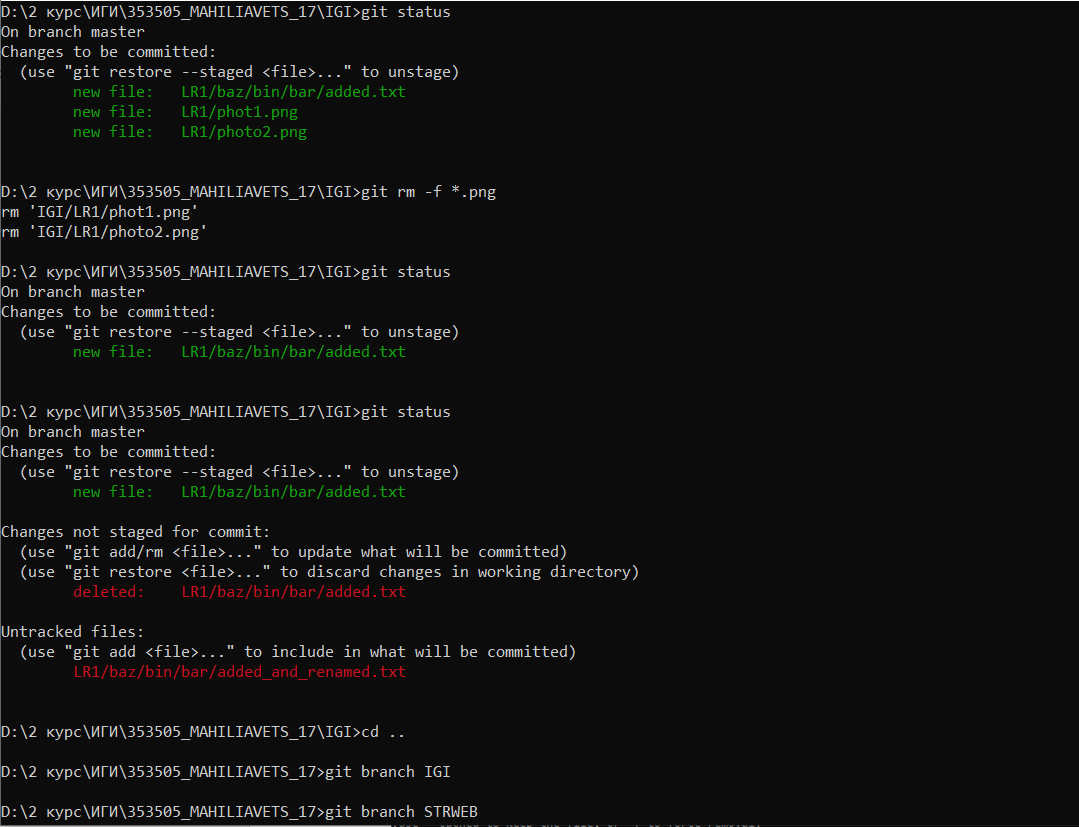 D:\2 курс\ИГИ\353505_MAHILIAVETS_17\IGI>git status
On branch master
Changes to be committed:
  (use "git restore --staged <file>..." to unstage)
        new file:   LR1/baz/bin/bar/added.txt
        new file:   LR1/phot1.png
        new file:   LR1/photo2.png
D:\2 курс\ИГИ\353505_MAHILIAVETS_17\IGI>git rm -f *.png
rm 'IGI/LR1/phot1.png'
rm 'IGI/LR1/photo2.png'
D:\2 курс\ИГИ\353505_MAHILIAVETS_17\IGI>git status
On branch master
Changes to be committed:
  (use "git restore --staged <file>..." to unstage)
        new file:   LR1/baz/bin/bar/added.txt
D:\2 курс\ИГИ\353505_MAHILIAVETS_17\IGI>git status
On branch master
Changes to be committed:
  (use "git restore --staged <file>..." to unstage)
        new file:   LR1/baz/bin/bar/added.txt
Changes not staged for commit:
  (use "git add/rm <file>..." to update what will be committed)
  (use "git restore <file>..." to discard changes in working directory)
        deleted:    LR1/baz/bin/bar/added.txt
Untracked files:
  (use "git add <file>..." to include in what will be committed)
        LR1/baz/bin/bar/added_and_renamed.txt
D:\2 курс\ИГИ\353505_MAHILIAVETS_17\IGI>cd ..
D:\2 курс\ИГИ\353505_MAHILIAVETS_17>git branch IGI
D:\2 курс\ИГИ\353505_MAHILIAVETS_17>git branch STRWEB